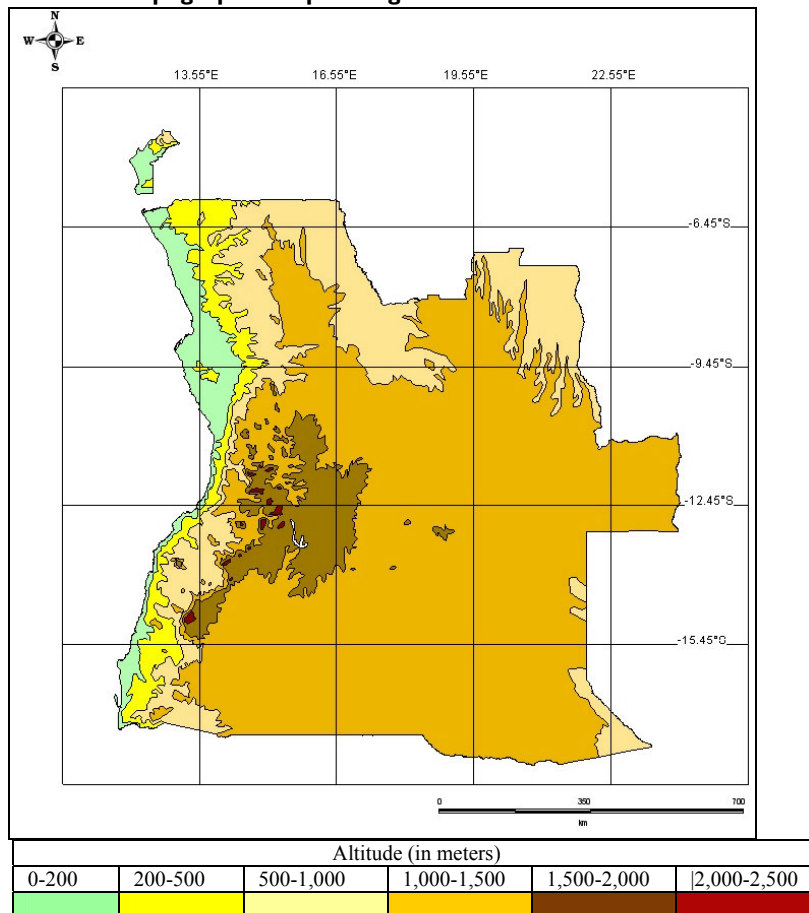 N
W E
S
13.55°E 16.55°E 19.55°E 22.55°E
-6.45°S
-9.45°S
-12.45°S
-15.45°S
0 350 700
km
Altitude (in meters)
0-200 200-500 500-1,000 1,000-1,500 1,500-2,000 |2,000-2,500